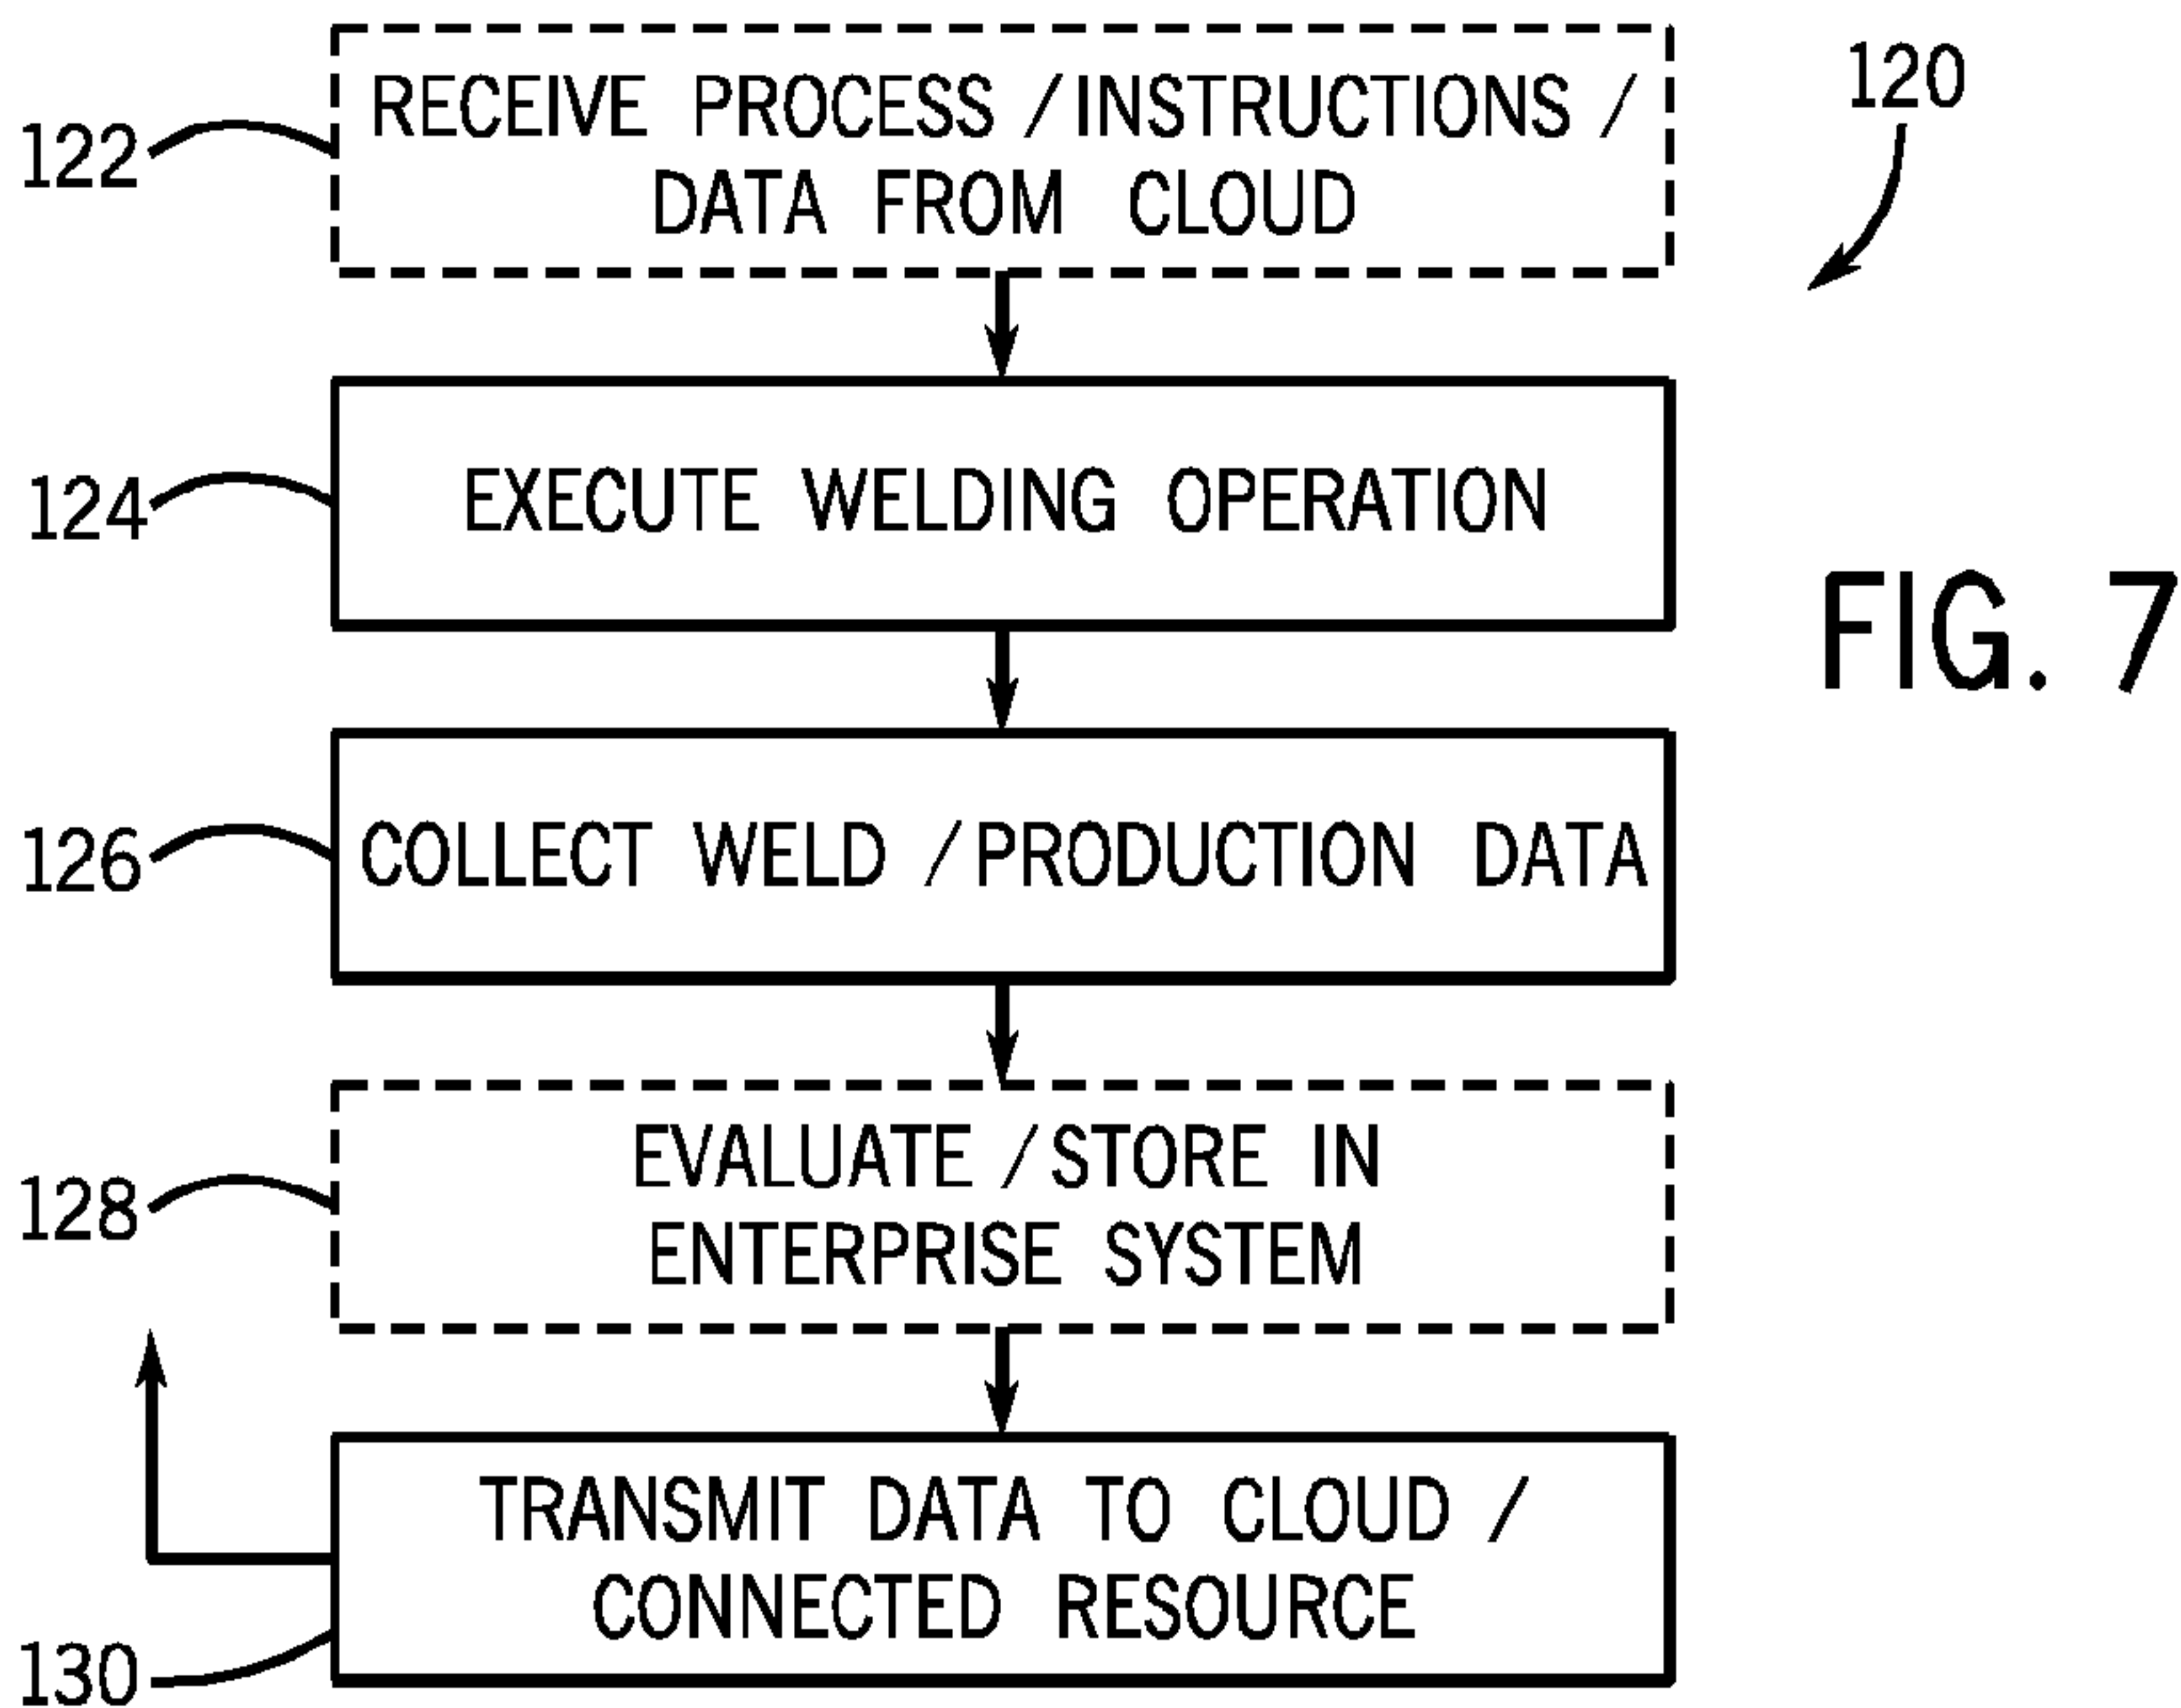 RECEIVE PROCESS / INSTRUCTIONS /
DATA FROM CLOUD
120
122
EXECUTE WELDING OPERATION
124
FIG. 7
COLLECT WELD / PRODUCTION DATA
126
EVALUATE / STORE IN
ENTERPRISE SYSTEM
128
TRANSMIT DATA TO CLOUD /
CONNECTED RESOURCE
130